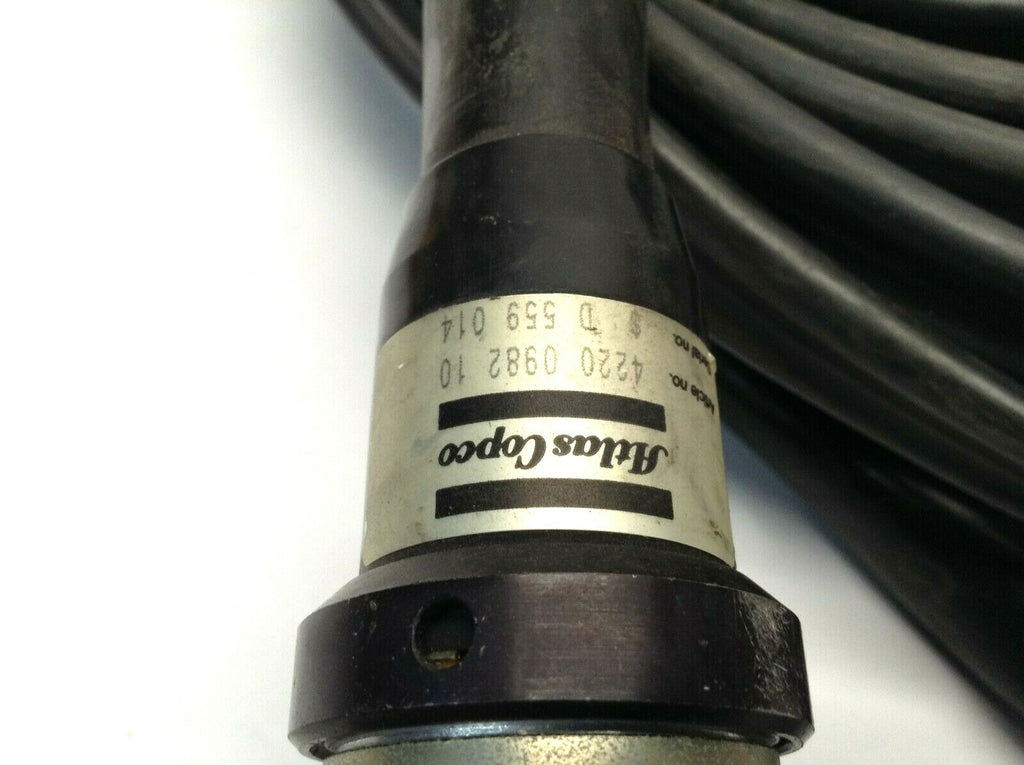 Atlas Copco
Article no. 4220 0982 10
Serial no. S D 559 014